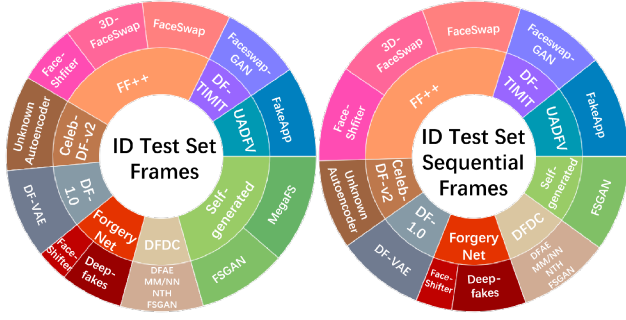 3D-
FaceSwap
FaceSwap
Faceswap-
GAN
Face-
Shfiter
FF++
DF-
TIMIT
FakeApp
Unknown
Autoencoder
Celeb-
DF-v2
UADFV
ID Test Set
Frames
DF-VAE
DF-
1.0
Self-
generated
MegaFS
Forgery
Net
DFDC
Face-
Shifter
Deep-
fakes
DFAE
MM/NN
NTH
FSGAN
FSGAN
3D-
FaceSwap
FaceSwap
Faceswap-
GAN
Face-
Shfiter
FF++
DF-
TIMIT
FakeApp
UADFV
ID Test Set
Sequential
Frames
Unknown
Autoencoder
Celeb-
DF-v2
Self-
generated
FSGAN
DF-VAE
DF-
1.0
Forgery
Net
DFDC
Face-
Shifter
Deep-
fakes
DFAE
MM/NN
NTH
FSGAN